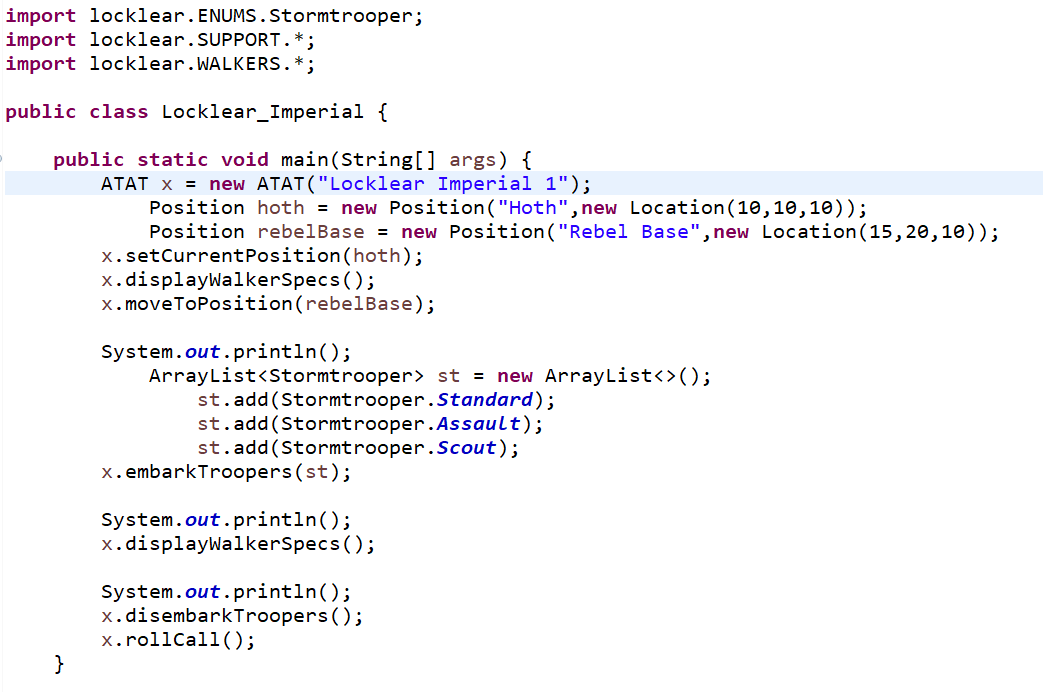 import locklear.ENUMS.Stormtrooper;
import locklear.SUPPORT.*;
import locklear.WALKERS.*;

public class Locklear_Imperial {

    public static void main(String[] args) {
        ATAT x = new ATAT("Locklear Imperial 1");
            Position hoth = new Position("Hoth",new Location(10,10,10));
            Position rebelBase = new Position("Rebel Base",new Location(15,20,10));
        x.setCurrentPosition(hoth);
        x.displayWalkerSpecs();
        x.moveToPosition(rebelBase);

        System.out.println();
            ArrayList<Stormtrooper> st = new ArrayList<>();
                st.add(Stormtrooper.Standard);
                st.add(Stormtrooper.Assault);
                st.add(Stormtrooper.Scout);
        x.embarkTroopers(st);

        System.out.println();
        x.displayWalkerSpecs();

        System.out.println();
        x.disembarkTroopers();
        x.rollCall();
    }